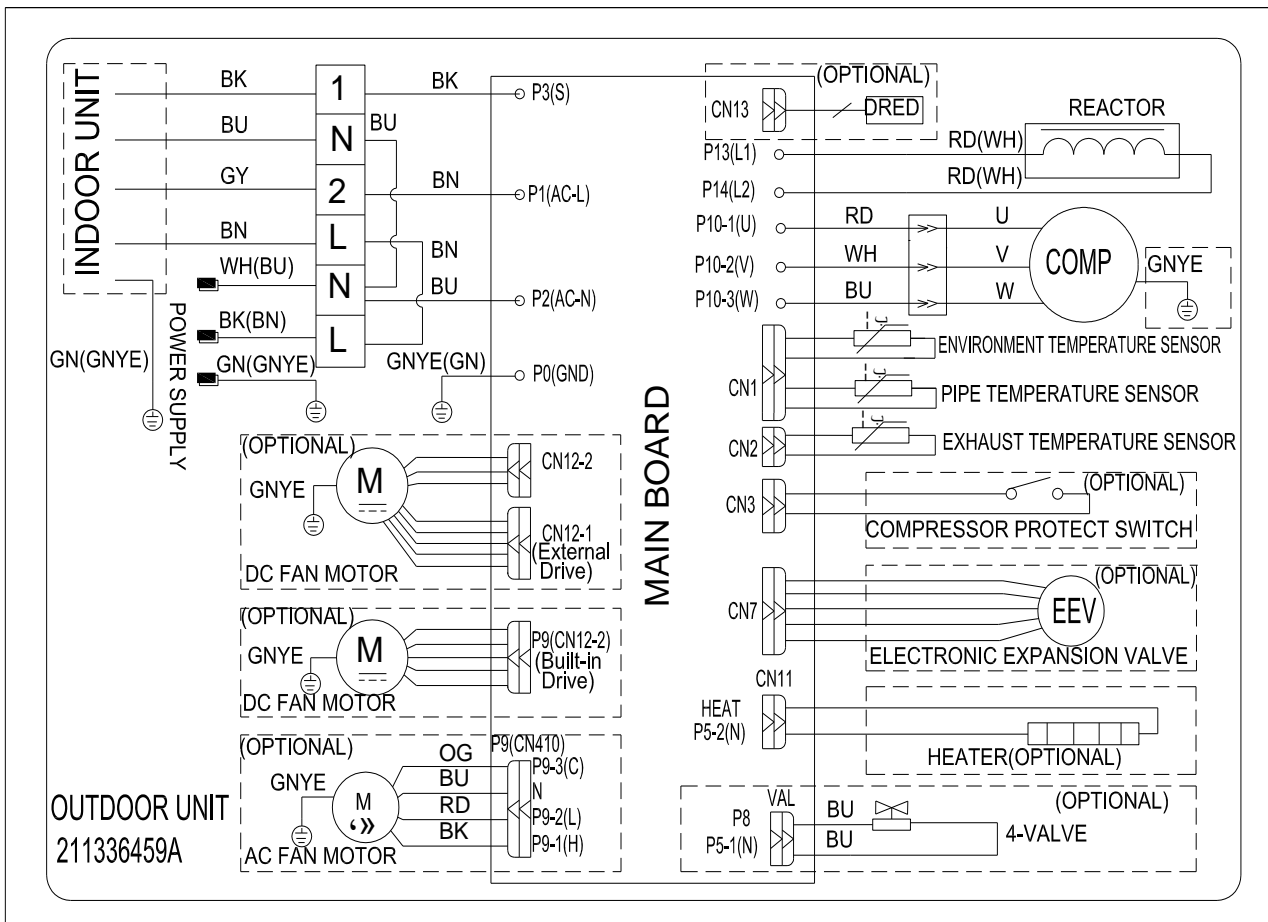 INDOOR UNIT
BK
BU
GY
BN
GN(GNYE)
1
N
2
L
N
L
BK
BU
BN
BN
BU
P3(S)
P1(AC-L)
P2(AC-N)
P0(GND)
GNYE(GN)
WH(BU)
BK(BN)
GN(GNYE)
POWER SUPPLY
(OPTIONAL)
GNYE
M
CN12-2
CN12-1
(External
Drive)
DC FAN MOTOR
(OPTIONAL)
GNYE
M
P9(CN12-2)
(Built-in
Drive)
DC FAN MOTOR
(OPTIONAL)
GNYE
M
OG
BU
RD
BK
P9(CN410)
P9-3(C)
N
P9-2(L)
P9-1(H)
AC FAN MOTOR
OUTDOOR UNIT
211336459A
MAIN BOARD
(OPTIONAL)
CN13
DRED
REACTOR
P13(L1)
RD(WH)
P14(L2)
RD(WH)
P10-1(U)
RD
U
P10-2(V)
WH
V
P10-3(W)
BU
W
COMP
GNYE
CN1
ENVIRONMENT TEMPERATURE SENSOR
PIPE TEMPERATURE SENSOR
CN2
EXHAUST TEMPERATURE SENSOR
CN3
(OPTIONAL)
COMPRESSOR PROTECT SWITCH
CN7
(OPTIONAL)
EEV
ELECTRONIC EXPANSION VALVE
CN11
HEAT
P5-2(N)
HEATER(OPTIONAL)
VAL
P8
P5-1(N)
BU
BU
(OPTIONAL)
4-VALVE